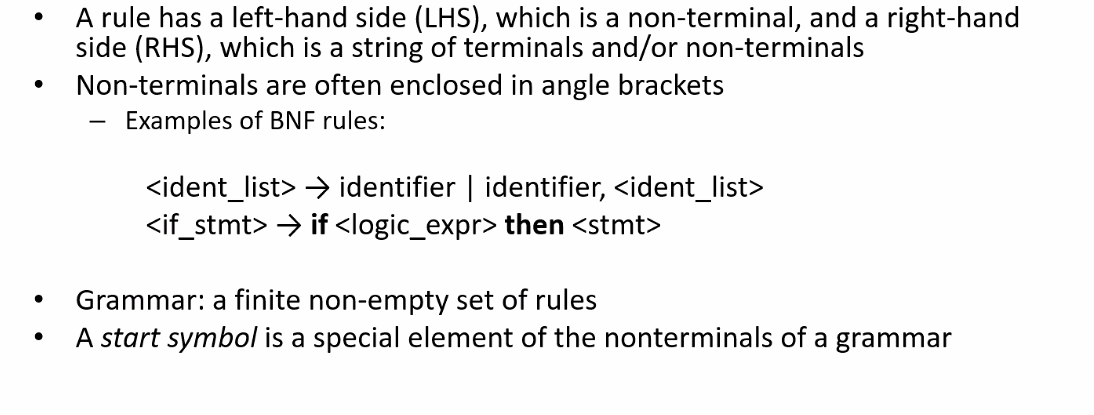 • A rule has a left-hand side (LHS), which is a non-terminal, and a right-hand
side (RHS), which is a string of terminals and/or non-terminals
• Non-terminals are often enclosed in angle brackets
– Examples of BNF rules:
<ident_list> → identifier | identifier, <ident_list>
<if_stmt> → if <logic_expr> then <stmt>
• Grammar: a finite non-empty set of rules
• A start symbol is a special element of the nonterminals of a grammar